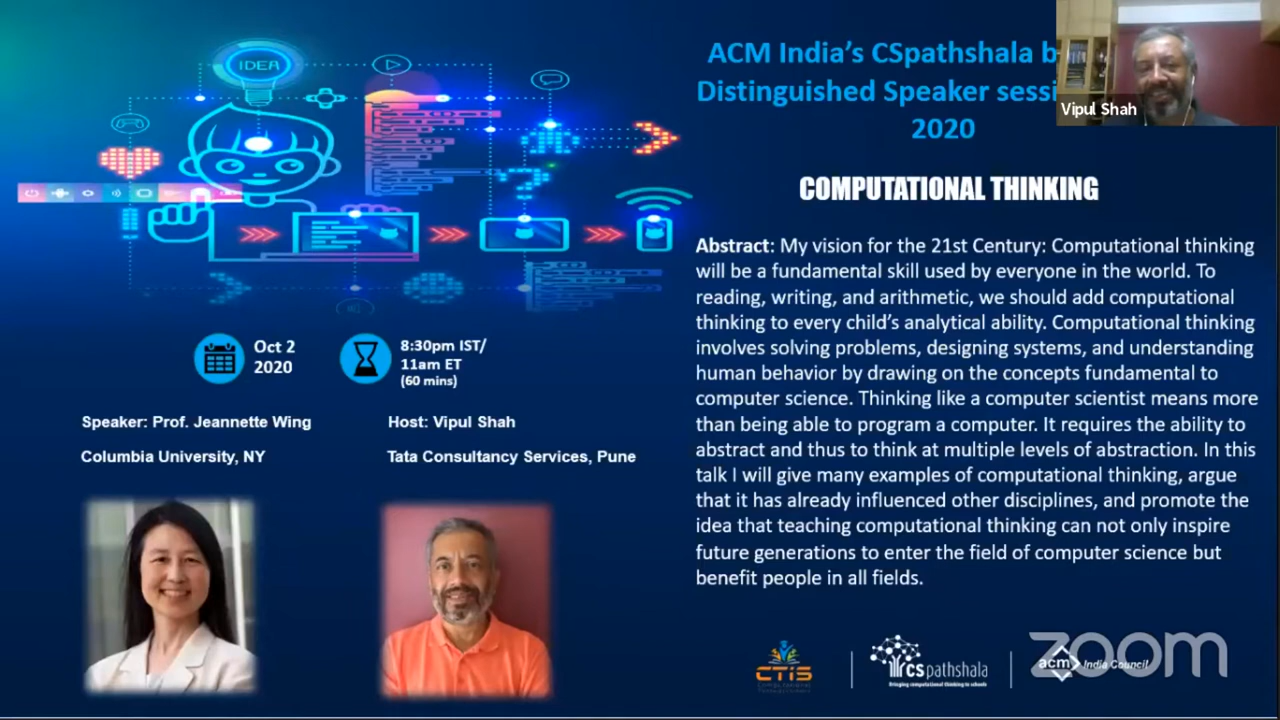 IDEA
ACM India's CSpathshala b
Distinguished Speaker sessi
2020
Vipul Shah
COMPUTATIONAL THINKING
Abstract: My vision for the 21st Century: Computational thinking
will be a fundamental skill used by everyone in the world. To
reading, writing, and arithmetic, we should add computational
thinking to every child's analytical ability. Computational thinking
involves solving problems, designing systems, and understanding
human behavior by drawing on the concepts fundamental to
computer science. Thinking like a computer scientist means more
than being able to program a computer. It requires the ability to
abstract and thus to think at multiple levels of abstraction. In this
talk I will give many examples of computational thinking, argue
that it has already influenced other disciplines, and promote the
idea that teaching computational thinking can not only inspire
future generations to enter the field of computer science but
benefit people in all fields.
Oct 2
2020
8:30pm IST/
11am ET
(60 mins)
Speaker: Prof. Jeannette Wing
Columbia University, NY
Host: Vipul Shah
Tata Consultancy Services, Pune
CTiS
CSpathshala
Bringing computational thinking to schools
acm India Council
zoom